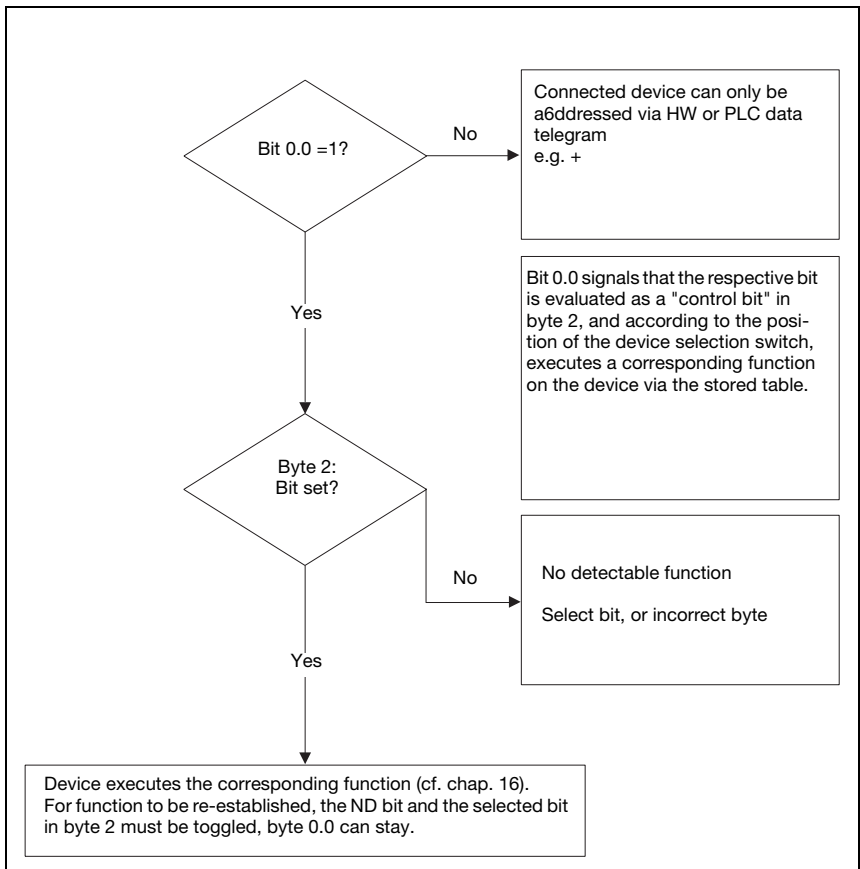 Bit 0.0 =1?
No
Connected device can only be
a6ddressed via HW or PLC data
telegram
e.g. +
Bit 0.0 signals that the respective bit
is evaluated as a "control bit" in
byte 2, and according to the posi-
tion of the device selection switch,
executes a corresponding function
on the device via the stored table.
Yes
Byte 2:
Bit set?
No
No detectable function
Select bit, or incorrect byte
Yes
Device executes the corresponding function (cf. chap. 16).
For function to be re-established, the ND bit and the selected bit
in byte 2 must be toggled, byte 0.0 can stay.